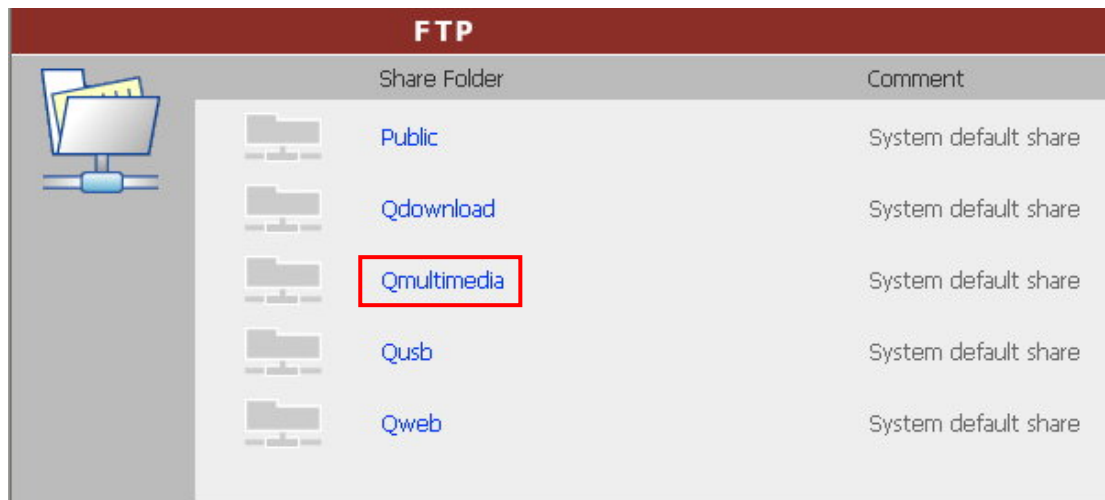 FTP
Share Folder Comment
Public System default share
Qdownload System default share
Qmultimedia System default share
Qusb System default share
Qweb System default share